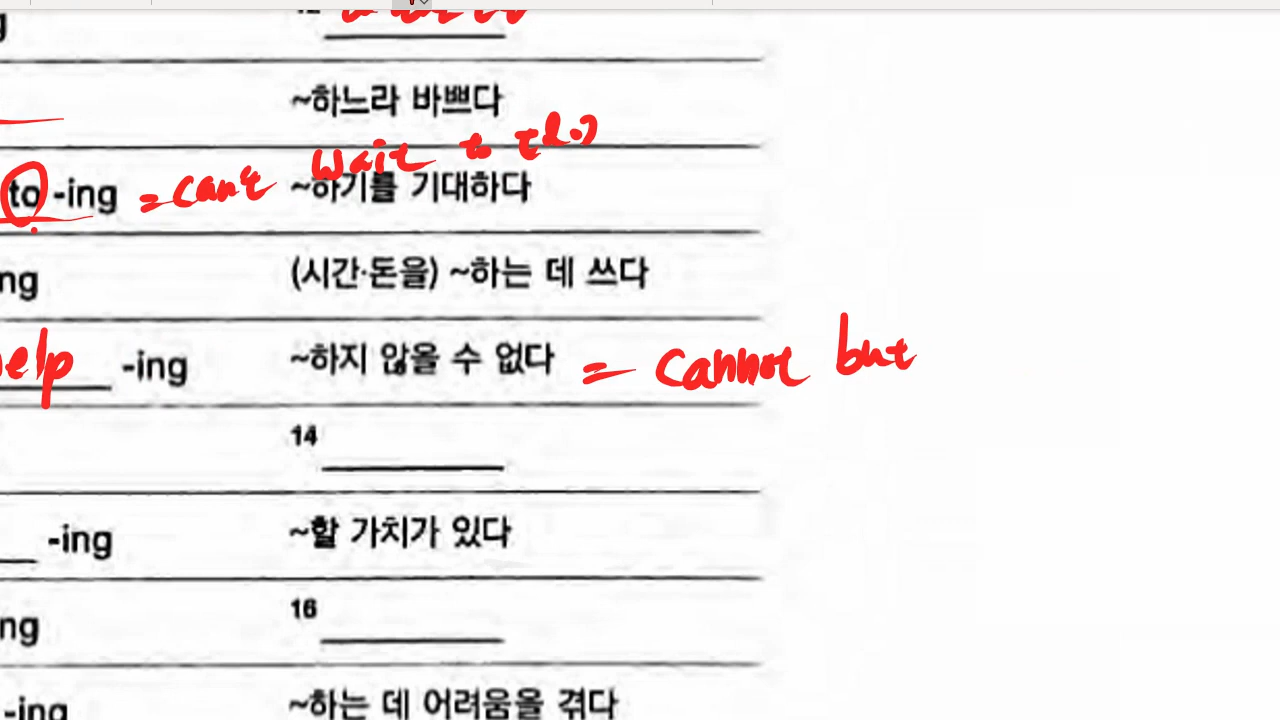 ~하느라 바쁘다
wait to
to -ing = can't ~하기를 기대하다
ng (시간·돈을) ~하는 데 쓰다
help -ing ~하지 않을 수 없다 = cannot but
14
-ing ~할 가치가 있다
ng 16
-ing ~하는 데 어려움을 겪다